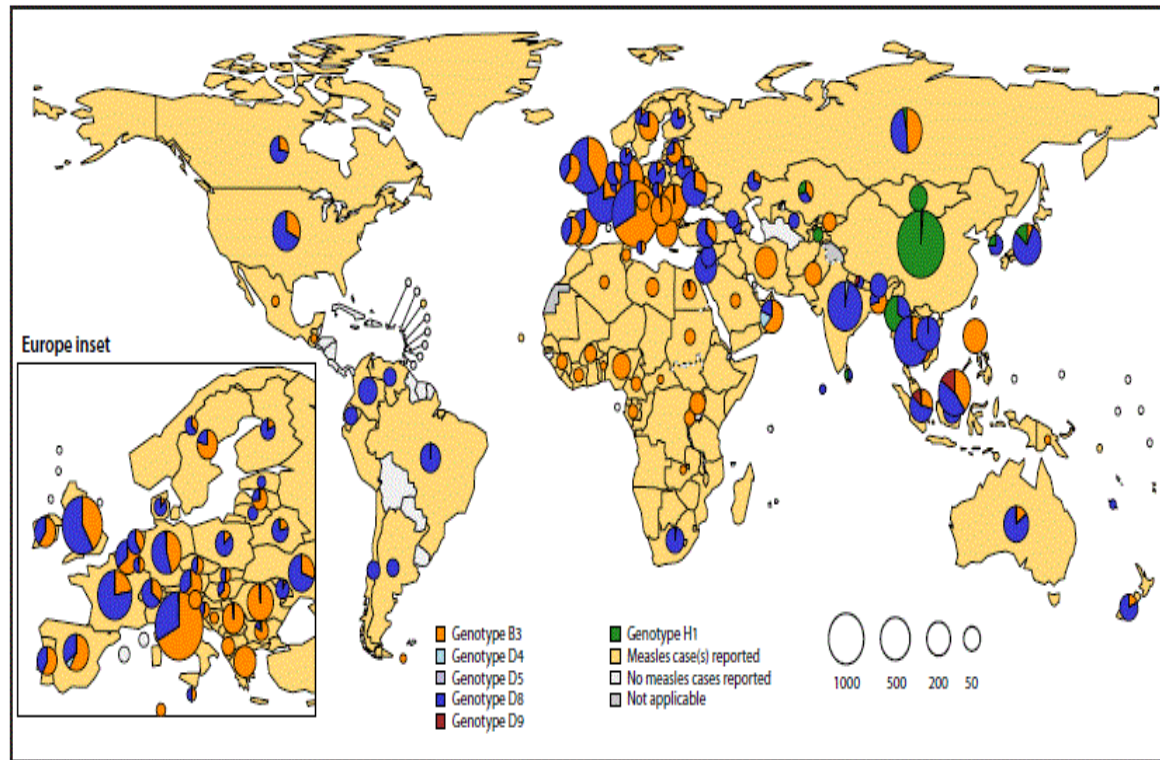 Europe inset
Genotype B3
Genotype D4
Genotype D5
Genotype D8
Genotype D9
Genotype H1
Measles case(s) reported
No measles cases reported
Not applicable
1000 500 200 50